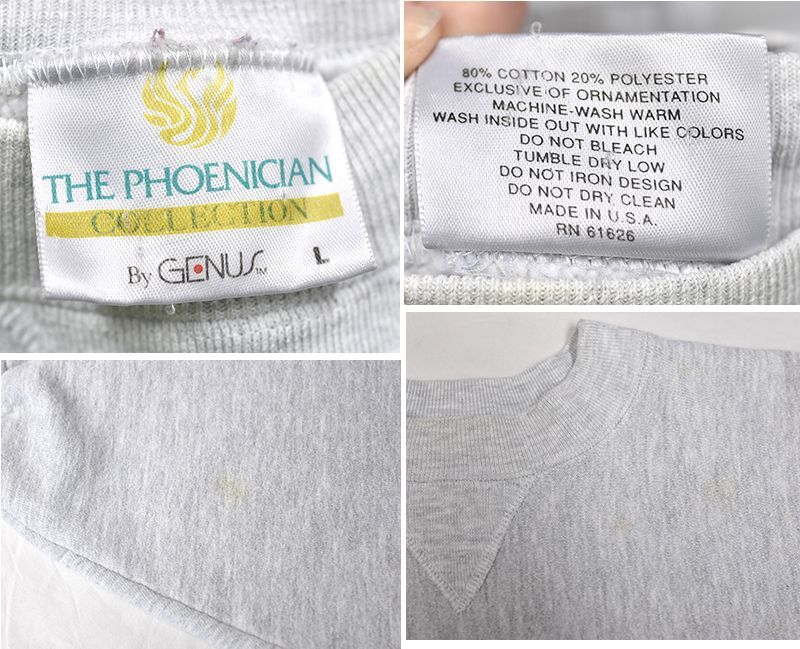 THE PHOENICIAN
COLLECTION
By GENUS TM L
80% COTTON 20% POLYESTER
EXCLUSIVE OF ORNAMENTATION
MACHINE-WASH WARM
WASH INSIDE OUT WITH LIKE COLORS
DO NOT BLEACH
TUMBLE DRY LOW
DO NOT IRON DESIGN
DO NOT DRY CLEAN
MADE IN U.S.A.
RN 61626